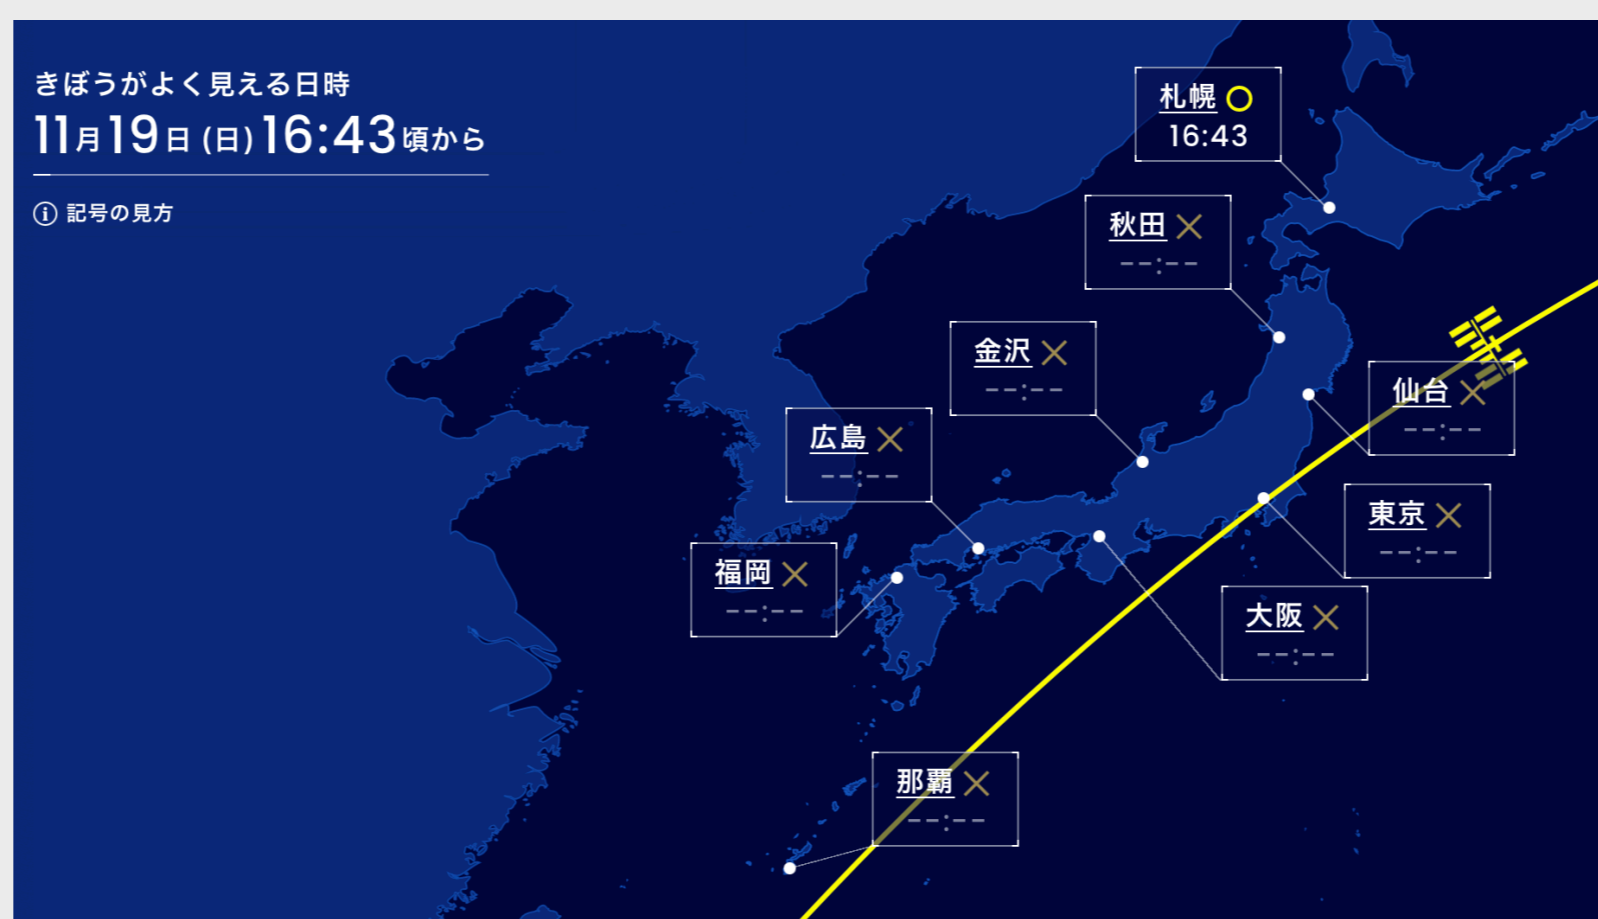 きぼうがよく見える日時
11月19日(日)16:43頃から
記号の見方
札幌
16:43
秋田
--:--
金沢
--:--
仙台
--:--
広島
--:--
東京
--:--
福岡
--:--
大阪
--:--
那覇
--:--